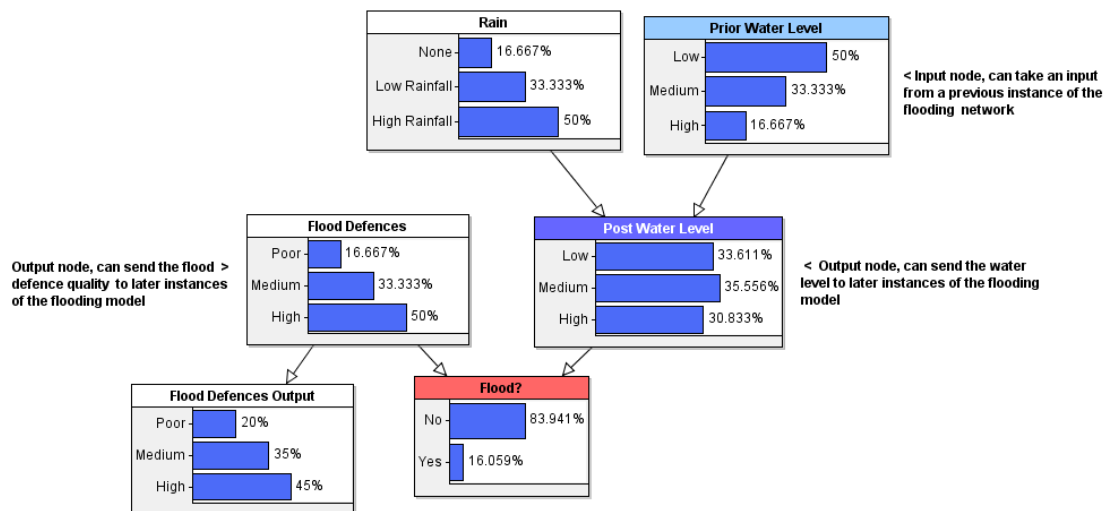 Rain
None
16.667%
Low Rainfall
33.333%
High Rainfall
50%
Prior Water Level
Low
50%
Medium
33.333%
High
16.667%
< Input node, can take an input
from a previous instance of the
flooding network
Output node, can send the flood >
defence quality to later instances
of the flooding model
Flood Defences
Poor
16.667%
Medium
33.333%
High
50%
Post Water Level
Low
33.611%
Medium
35.556%
High
30.833%
< Output node, can send the water
level to later instances of the flooding
model
Flood Defences Output
Poor
20%
Medium
35%
High
45%
Flood?
No
83.941%
Yes
16.059%